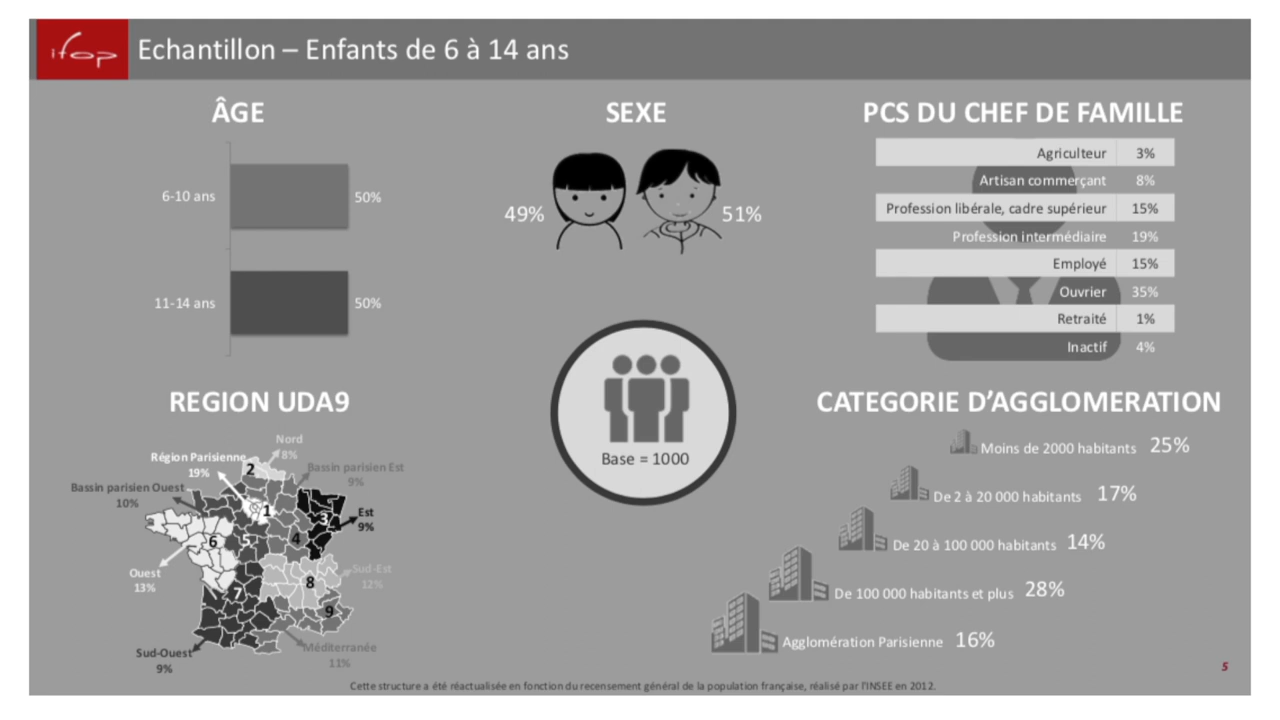 ifop
Echantillon – Enfants de 6 à 14 ans
ÂGE
6-10 ans 50%
11-14 ans 50%
SEXE
49% 51%
PCS DU CHEF DE FAMILLE
Agriculteur 3%
Artisan commerçant 8%
Profession libérale, cadre supérieur 15%
Profession intermédiaire 19%
Employé 15%
Ouvrier 35%
Retraité 1%
Inactif 4%
REGION UDA9
Nord
8%
Région Parisienne
19%
Bassin parisien Est
9%
Bassin parisien Ouest
10%
Est
9%
Ouest
13%
Sud-Est
12%
Sud-Ouest
9%
Méditerranée
11%
2
1
3
4
5
6
7
8
9
Base = 1000
CATEGORIE D’AGGLOMERATION
Moins de 2000 habitants 25%
De 2 à 20 000 habitants 17%
De 20 à 100 000 habitants 14%
De 100 000 habitants et plus 28%
Agglomération Parisienne 16%
5
Cette structure a été réactualisée en fonction du recensement général de la population française, réalisé par l'INSEE en 2012.